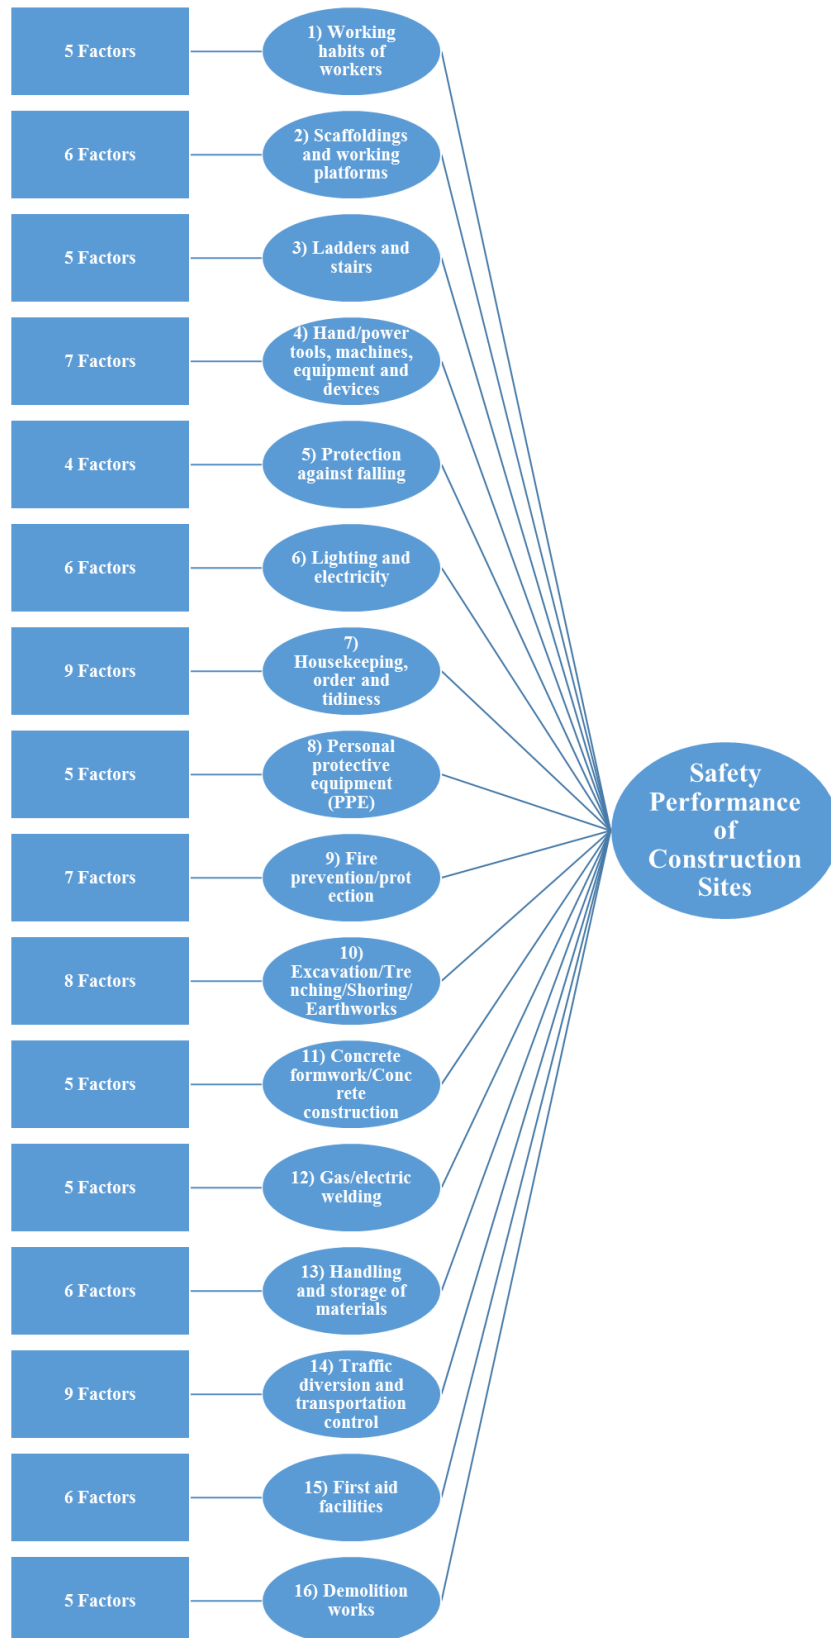 5 Factors
1) Working
habits of
workers
6 Factors
2) Scaffoldings
and working
platforms
5 Factors
3) Ladders and
stairs
7 Factors
4) Hand/power
tools, machines,
equipment and
devices
4 Factors
5) Protection
against falling
6 Factors
6) Lighting and
electricity
9 Factors
7)
Housekeeping,
order and
tidiness
5 Factors
8) Personal
protective
equipment
(PPE)
7 Factors
9) Fire
prevention/prot
ection
8 Factors
10)
Excavation/Tre
nching/Shoring/
Earthworks
5 Factors
11) Concrete
formwork/Conc
rete
construction
5 Factors
12) Gas/electric
welding
6 Factors
13) Handling
and storage of
materials
9 Factors
14) Traffic
diversion and
transportation
control
6 Factors
15) First aid
facilities
5 Factors
16) Demolition
works
Safety
Performance
of
Construction
Sites